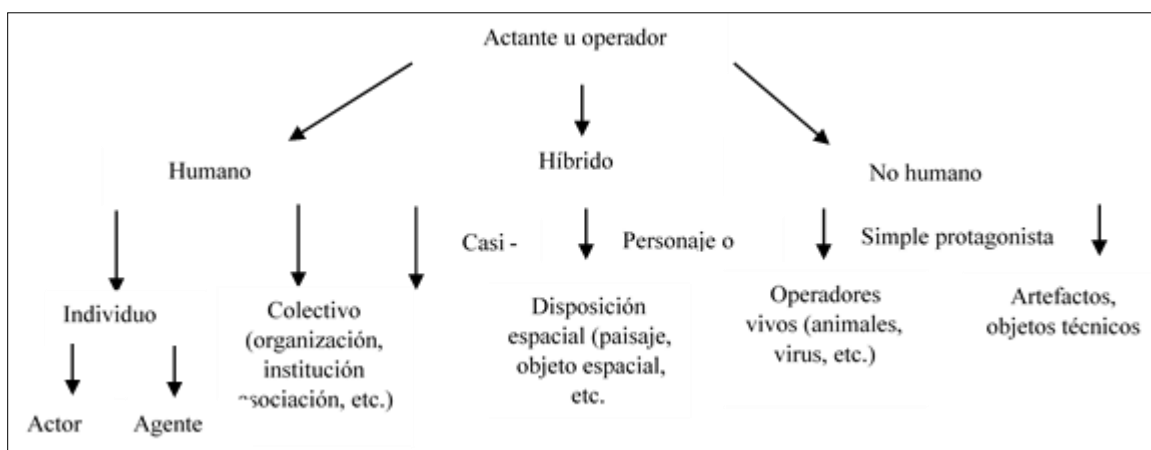 Actante u operador
Humano
Híbrido
No humano
Casi -
Personaje o
Simple protagonista
Individuo
Colectivo
(organización,
institución
sociación, etc.)
Disposición
espacial (paisaje,
objeto espacial,
etc.
Operadores
vivos (animales,
virus, etc.)
Artefactos,
objetos técnicos
Actor
Agente